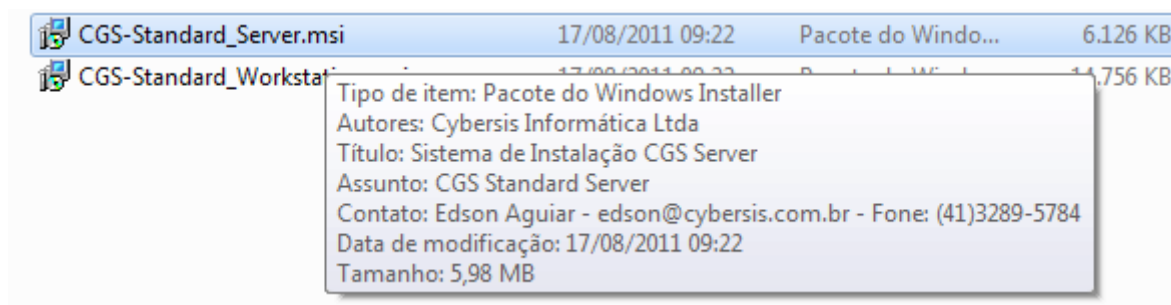 CGS-Standard_Server.msi 17/08/2011 09:22 Pacote do Windo... 6.126 KB
CGS-Standard_Workstat .756 KB
Tipo de item: Pacote do Windows Installer
Autores: Cybersis Informática Ltda
Título: Sistema de Instalação CGS Server
Assunto: CGS Standard Server
Contato: Edson Aguiar - edson@cybersis.com.br - Fone: (41)3289-5784
Data de modificação: 17/08/2011 09:22
Tamanho: 5,98 MB